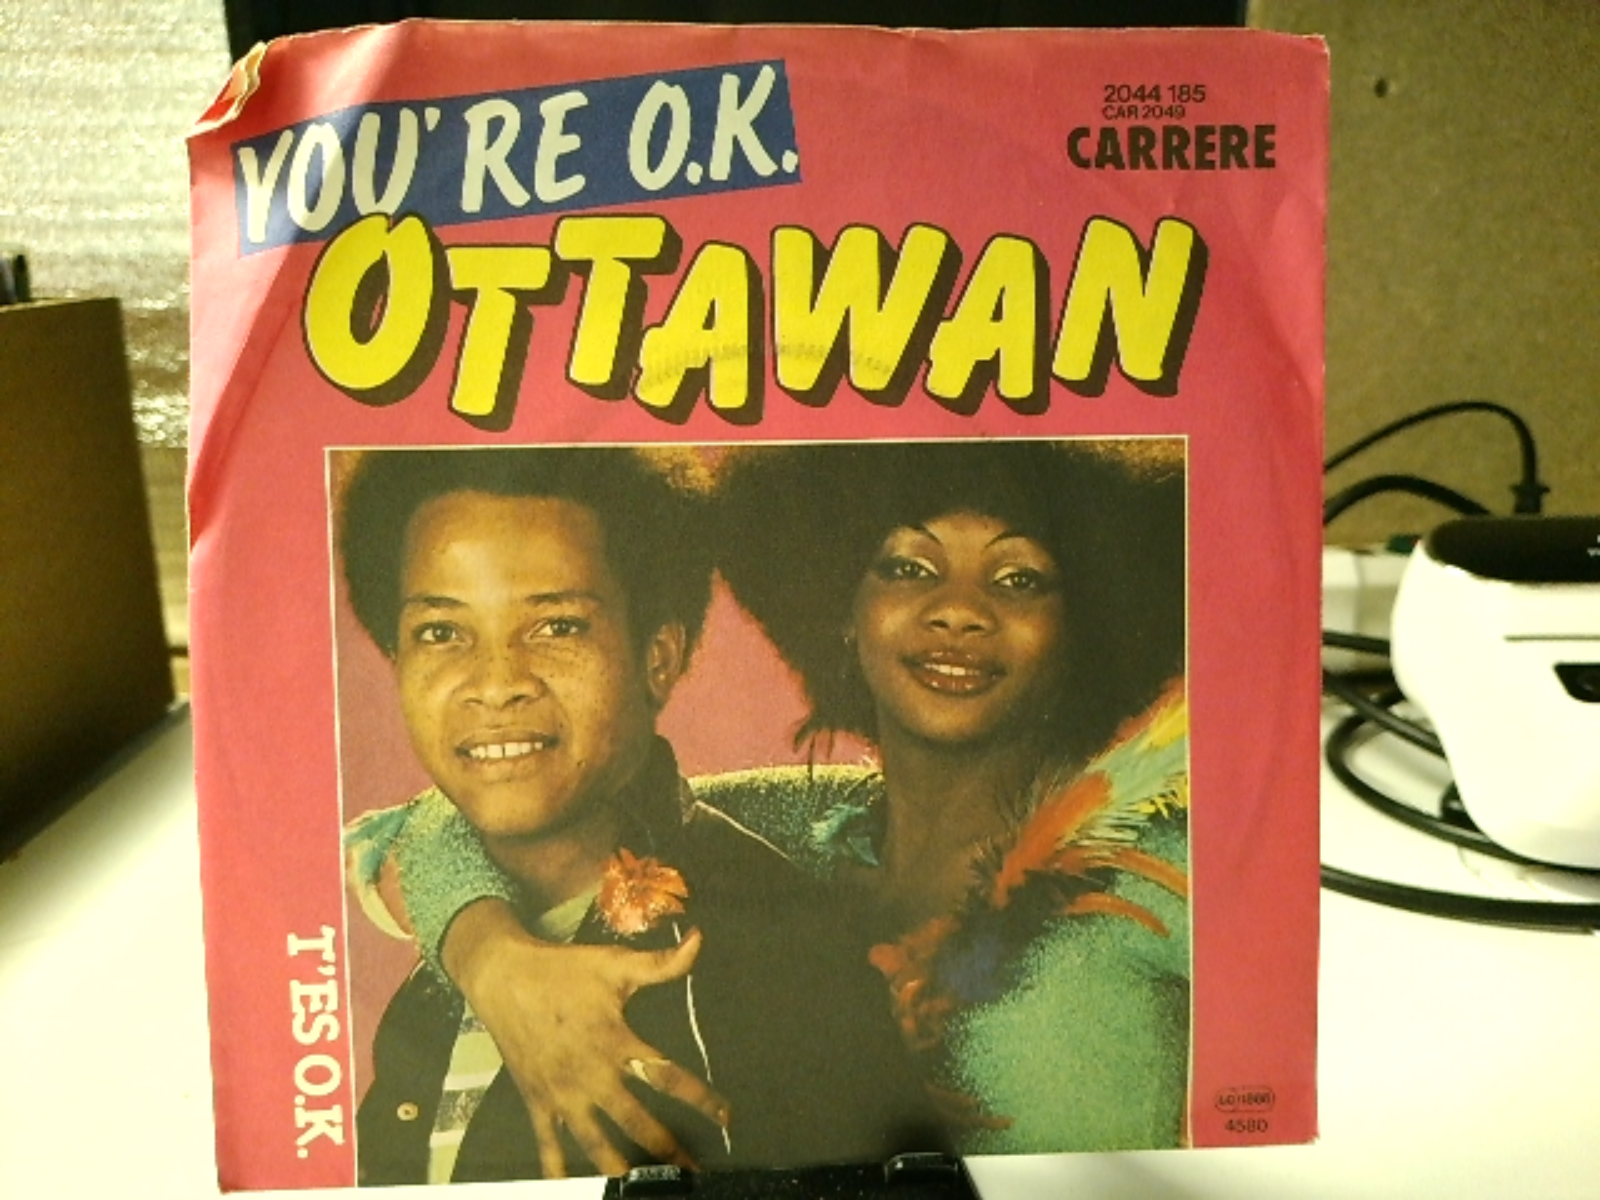 YOU'RE O.K.
2044 185
CAR 2049
CARRERE
OTTAWAN
T'ES O.K.
4580